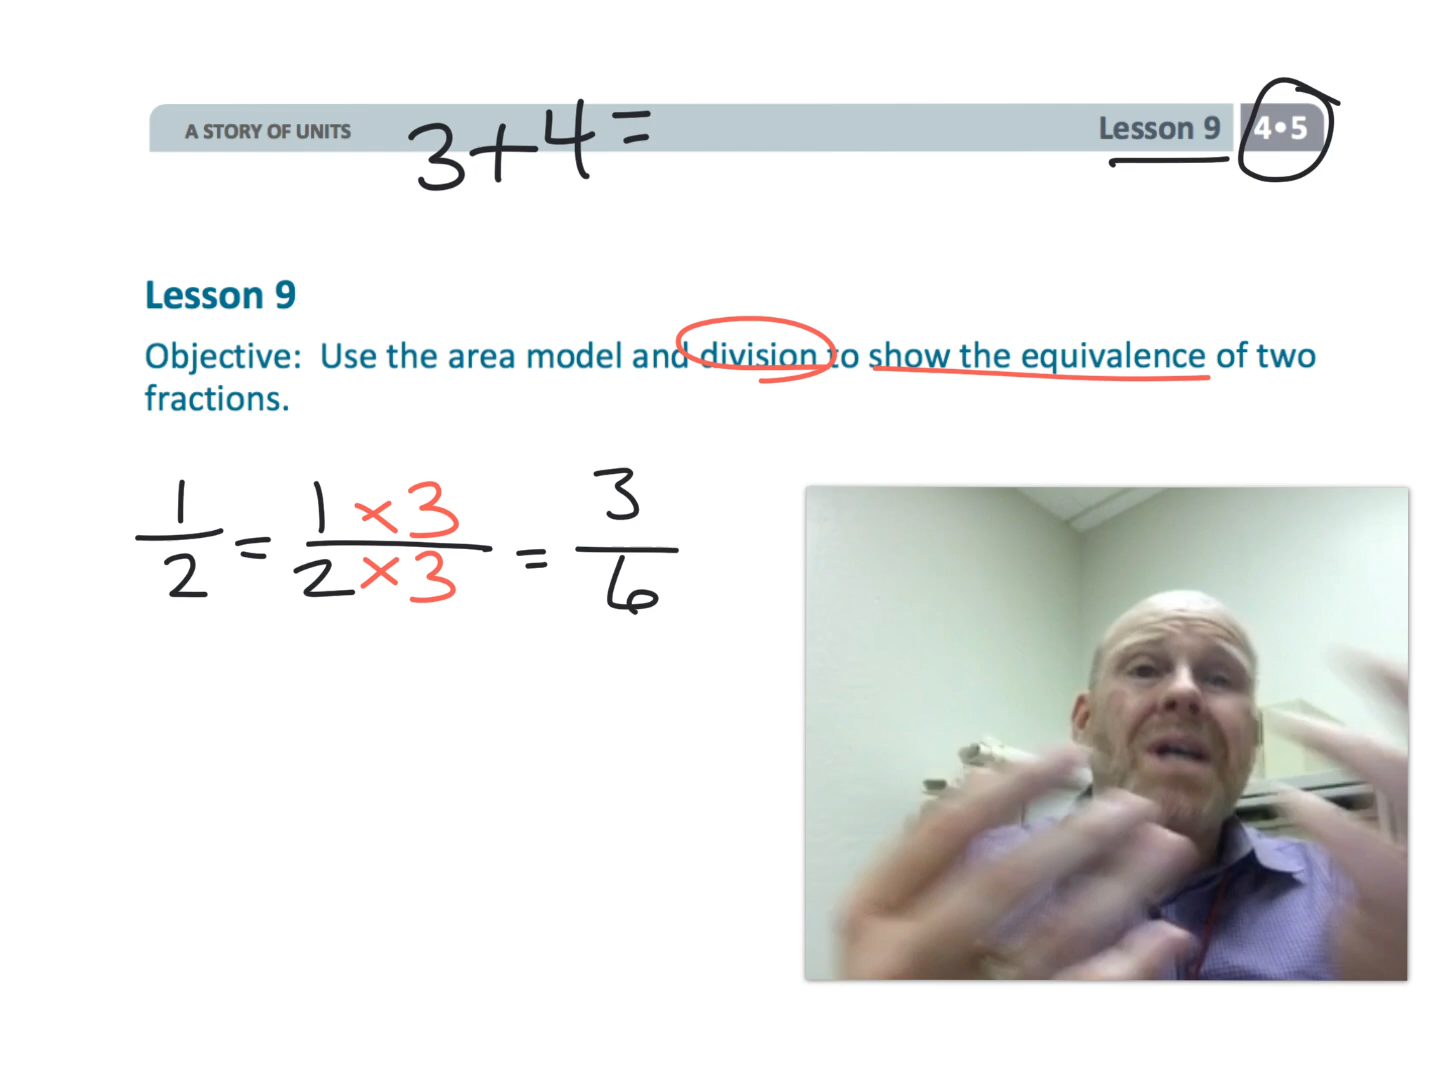 A STORY OF UNITS 3+4= Lesson 9 4•5
Lesson 9
Objective: Use the area model and division to show the equivalence of two
fractions.
1/2 = 1 × 3 / 2 × 3 = 3/6